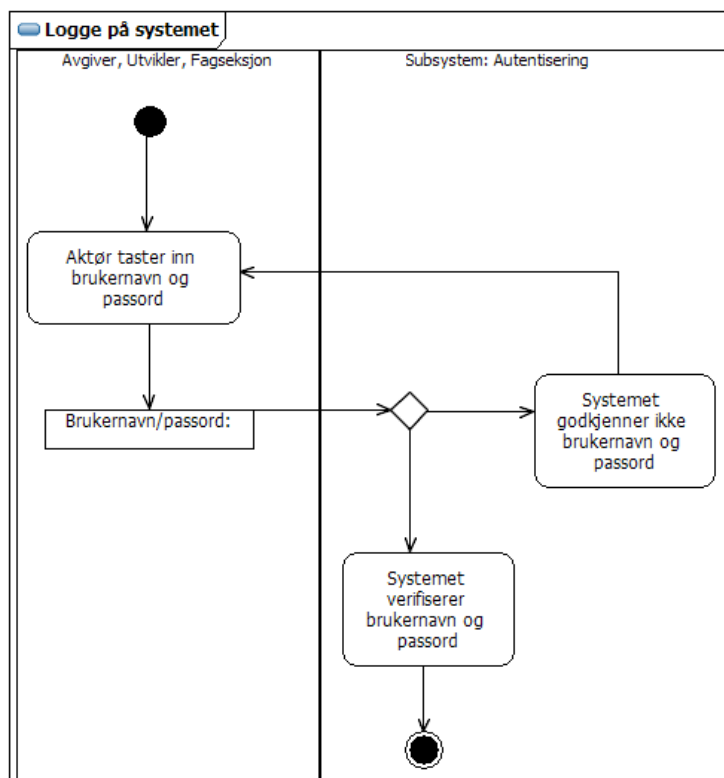 Logge på systemet
Avgiver, Utvikler, Fagseksjon
Subsystem: Autentisering
Aktør taster inn
brukernavn og
passord
Brukernavn/passord:
Systemet
godkjenner ikke
brukernavn og
passord
Systemet
verifiserer
brukernavn og
passord